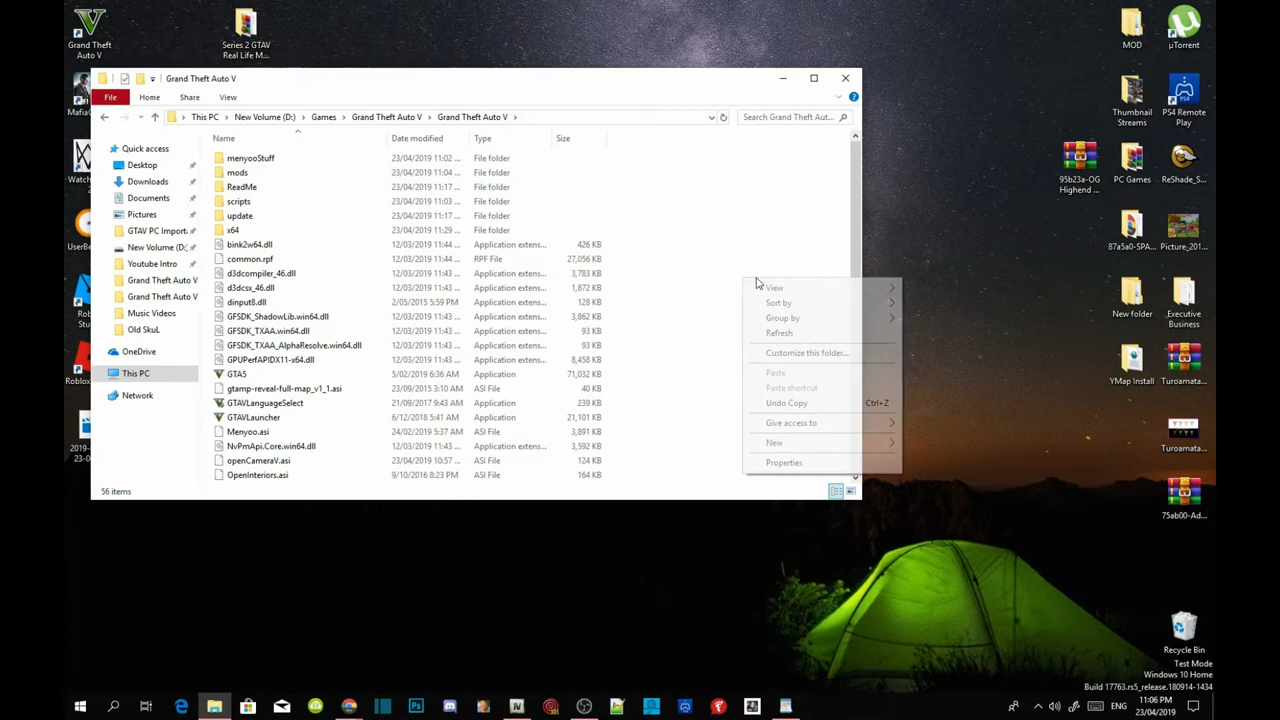 Grand Theft
Auto V
Series 2 GTAV
Real Life M...
MOD
µTorrent
Grand Theft Auto V
File
Home
Share
View
This PC
New Volume (D:)
Games
Grand Theft Auto V
Grand Theft Auto V
Search Grand Theft Aut...
Name
Date modified
Type
Size
Quick access
Desktop
Downloads
Documents
Pictures
GTAV PC Import
New Volume (D:)
Youtube Intro
Grand Theft Auto V
Grand Theft Auto V
Music Videos
Old SkuL
OneDrive
This PC
Network
menyooStuff 23/04/2019 11:02 ... File folder
mods 23/04/2019 11:04 ... File folder
ReadMe 23/04/2019 11:17 ... File folder
scripts 23/04/2019 11:03 ... File folder
update 23/04/2019 11:17 ... File folder
x64 23/04/2019 11:29 ... File folder
bink2w64.dll 12/03/2019 11:44 ... Application extens... 426 KB
common.rpf 12/03/2019 11:44 ... RPF File 27,056 KB
d3dcompiler_46.dll 12/03/2019 11:43 ... Application extens... 3,783 KB
d3dcsx_46.dll 12/03/2019 11:43 ... Application extens... 1,872 KB
dinput8.dll 2/05/2015 5:59 PM Application extens... 128 KB
GFSDK_ShadowLib.win64.dll 12/03/2019 11:43 ... Application extens... 3,862 KB
GFSDK_TXAA.win64.dll 12/03/2019 11:43 ... Application extens... 93 KB
GFSDK_TXAA_AlphaResolve.win64.dll 12/03/2019 11:43 ... Application extens... 93 KB
GPUPerfAPIDX11-x64.dll 12/03/2019 11:43 ... Application extens... 8,458 KB
GTA5 5/02/2019 6:36 AM Application 71,032 KB
gtamp-reveal-full-map_v1_1.asi 23/09/2015 3:10 AM ASI File 40 KB
GTAVLanguageSelect 21/09/2017 9:43 AM Application 239 KB
GTAVLauncher 6/12/2018 5:41 AM Application 21,101 KB
Menyoo.asi 24/02/2019 5:37 AM ASI File 3,891 KB
NvPmApi.Core.win64.dll 12/03/2019 11:43 ... Application extens... 3,592 KB
openCameraV.asi 23/04/2019 10:57 ... ASI File 124 KB
OpenInteriors.asi 9/10/2016 8:23 PM ASI File 164 KB
56 items
View
Sort by
Group by
Refresh
Customize this folder...
Paste
Paste shortcut
Undo Copy Ctrl+Z
Give access to
New
Properties
Thumbnail
Streams
PS4 Remote
Play
95b23a-OG
Highend ...
PC Games
ReShade_S...
87a5a0-SPA...
Picture_201...
New folder
_Executive
Business
YMap Install
Turoamata...
Turoamata...
75ab00-Ad...
Recycle Bin
Test Mode
Windows 10 Home
Build 17763.rs5_release.180914-1434
ENG
11:06 PM
23/04/2019